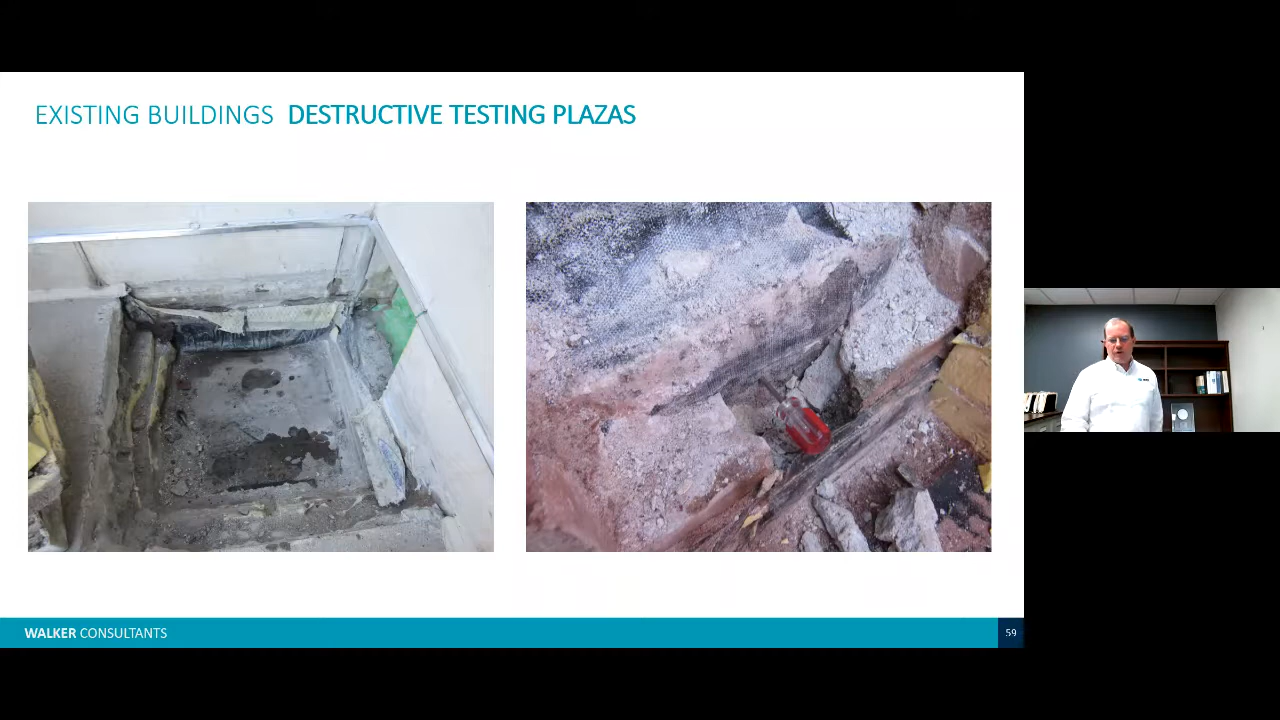 EXISTING BUILDINGS DESTRUCTIVE TESTING PLAZAS
WALKER CONSULTANTS
59